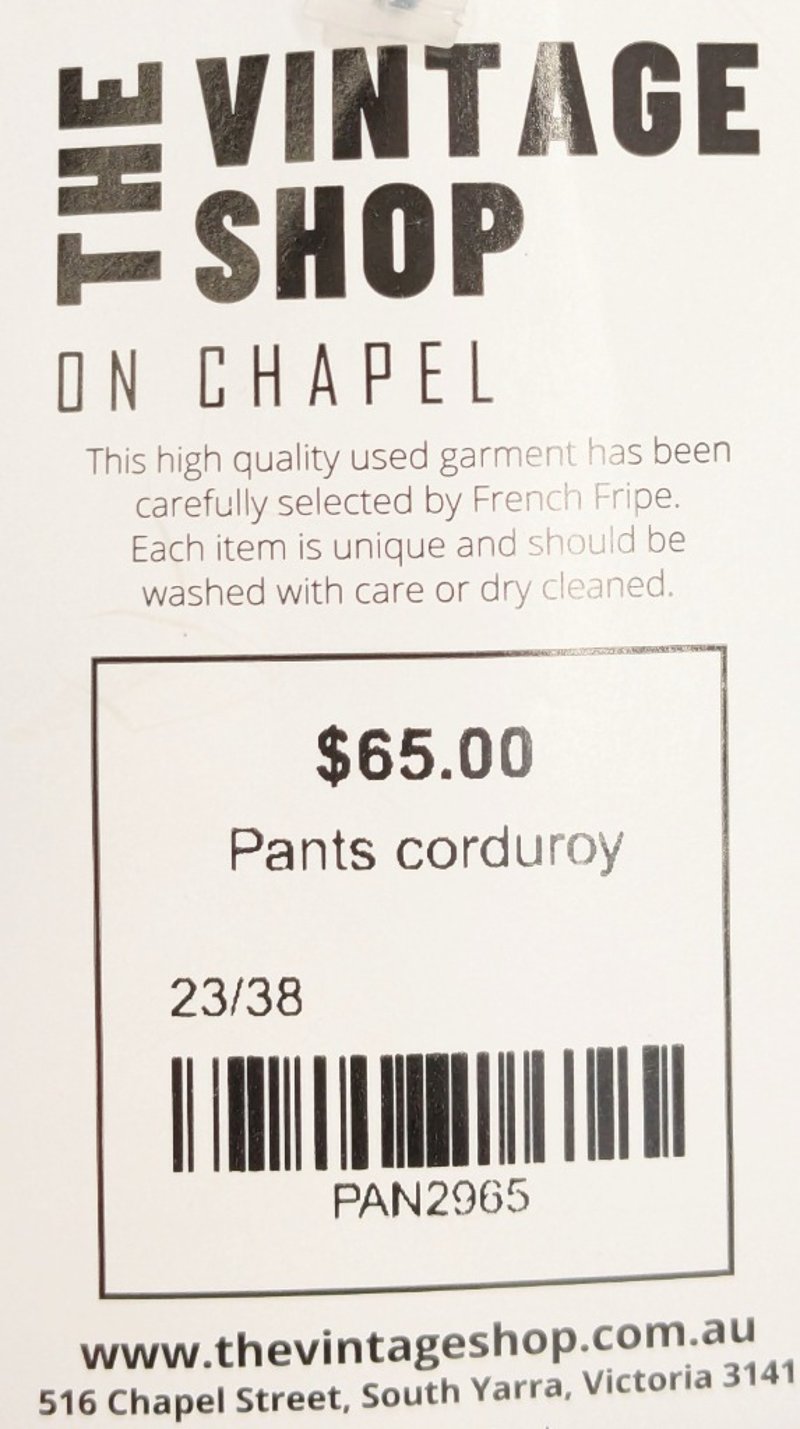 THE VINTAGE
SHOP
ON CHAPEL
This high quality used garment has been
carefully selected by French Fripe.
Each item is unique and should be
washed with care or dry cleaned.
$65.00
Pants corduroy
23/38
PAN2965
www.thevintageshop.com.au
516 Chapel Street, South Yarra, Victoria 3141